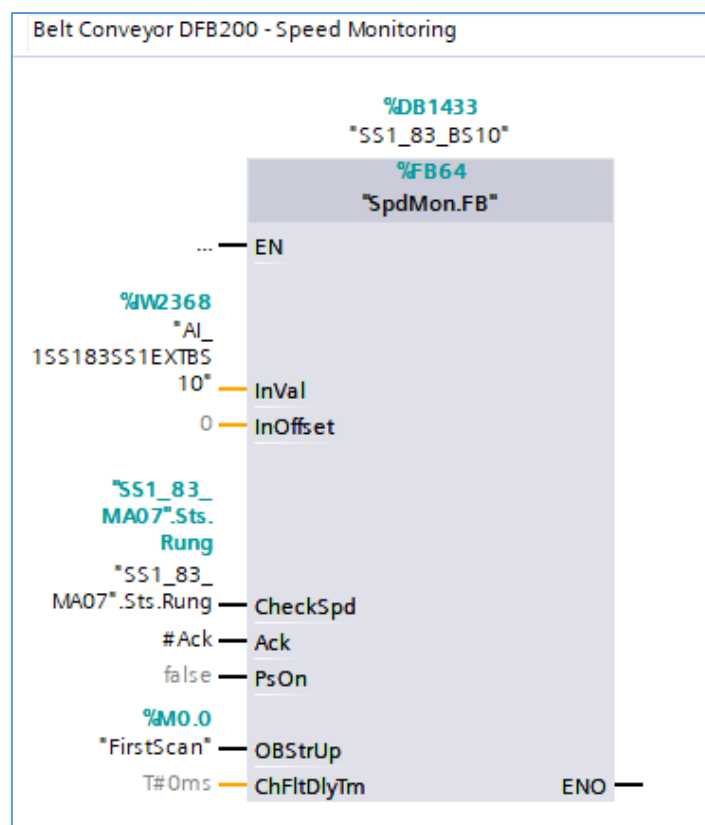 Belt Conveyor DFB200 - Speed Monitoring
%DB1433
"SS1_83_BS10"
%FB64
"SpdMon.FB"
... EN
%IW2368
"AI_
1SS183SS1EXTBS
10" InVal
0 InOffset
"SS1_83_
MA07".Sts.
Rung
"SS1_83_
MA07".Sts.Rung CheckSpd
#Ack Ack
false PsOn
%M0.0
"FirstScan" OBStrUp
T#0ms ChFltDlyTm ENO